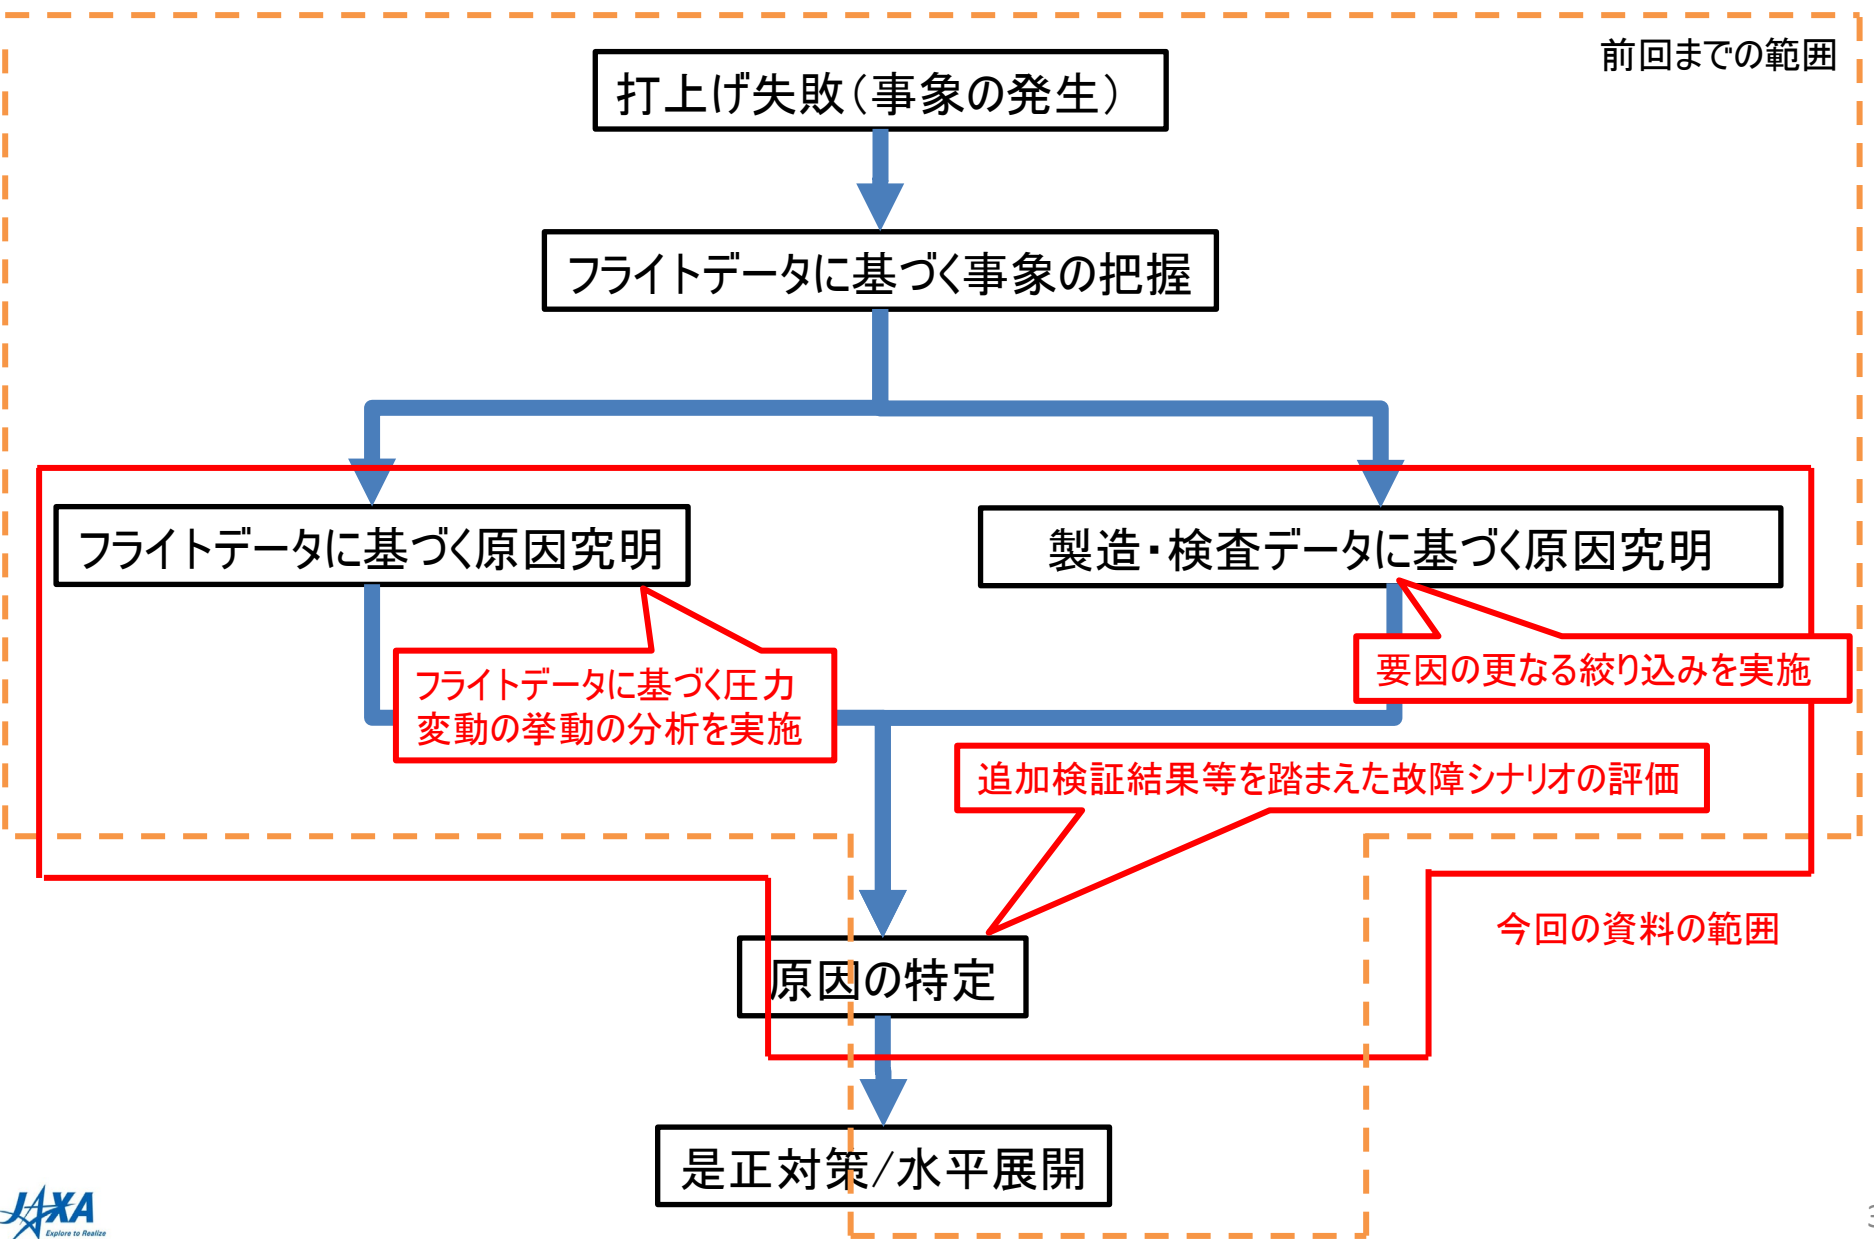 前回までの範囲
打上げ失敗（事象の発生）
フライトデータに基づく事象の把握
フライトデータに基づく原因究明
製造・検査データに基づく原因究明
フライトデータに基づく圧力
変動の挙動の分析を実施
要因の更なる絞り込みを実施
追加検証結果等を踏まえた故障シナリオの評価
今回の資料の範囲
原因の特定
是正対策/水平展開
JAXA
Explore to Realize